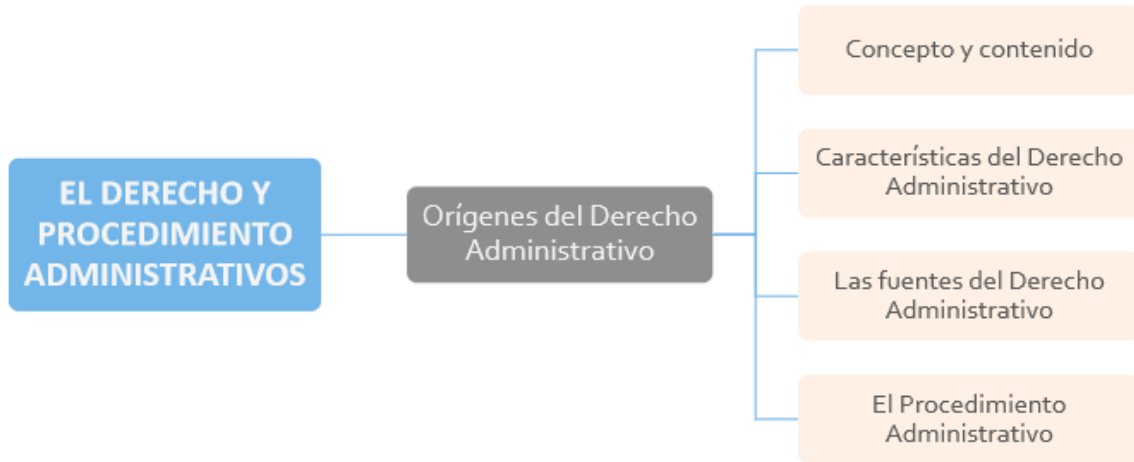 EL DERECHO Y
PROCEDIMIENTO
ADMINISTRATIVOS
Orígenes del Derecho
Administrativo
Concepto y contenido
Características del Derecho
Administrativo
Las fuentes del Derecho
Administrativo
El Procedimiento
Administrativo